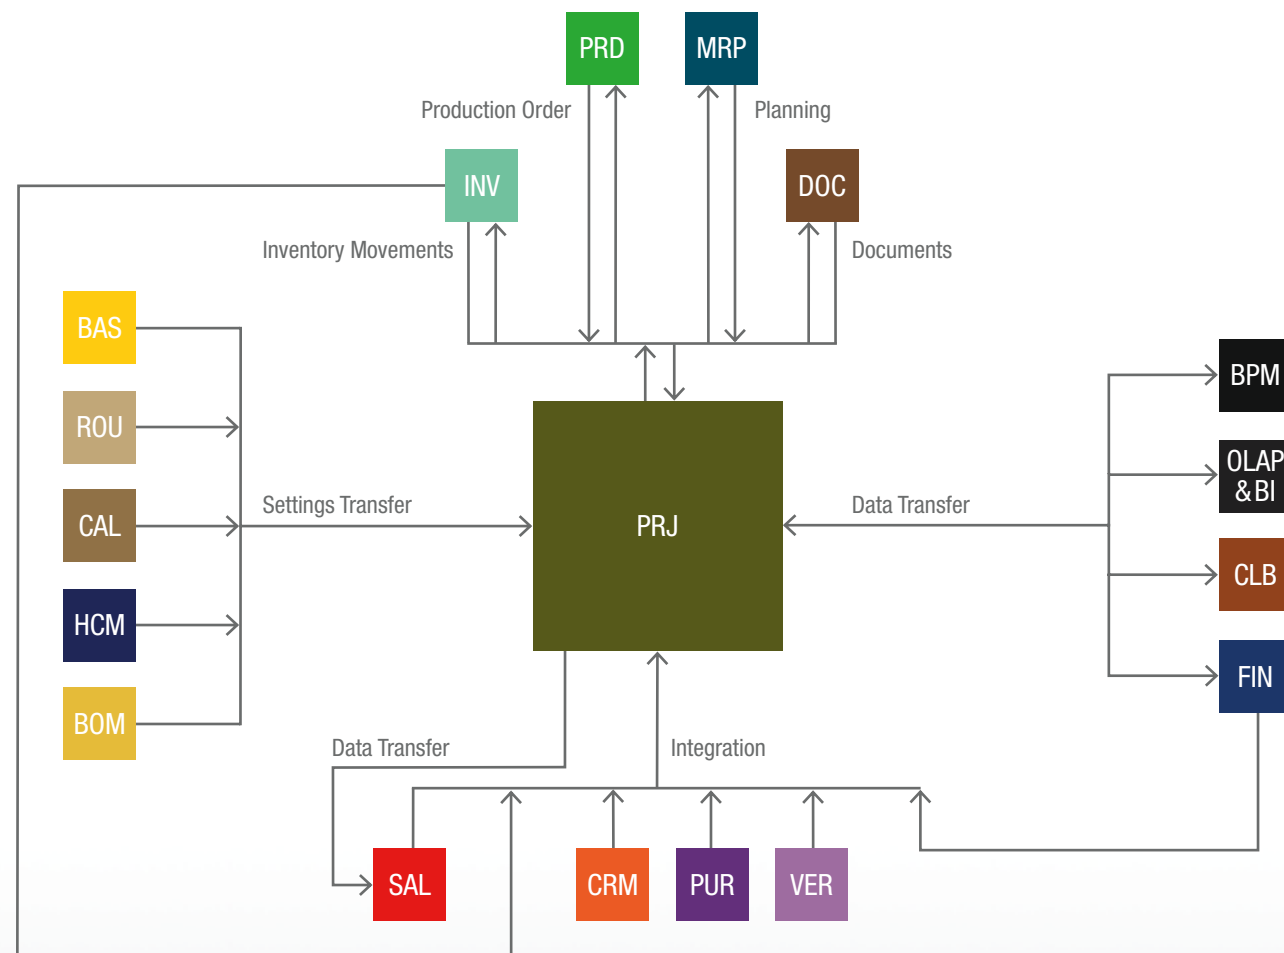 PRD
MRP
Production Order
Planning
INV
DOC
Inventory Movements
Documents
BAS
BPM
ROU
OLAP
& BI
Settings Transfer
Data Transfer
CAL
PRJ
CLB
HCM
FIN
BOM
Data Transfer
Integration
SAL
CRM
PUR
VER